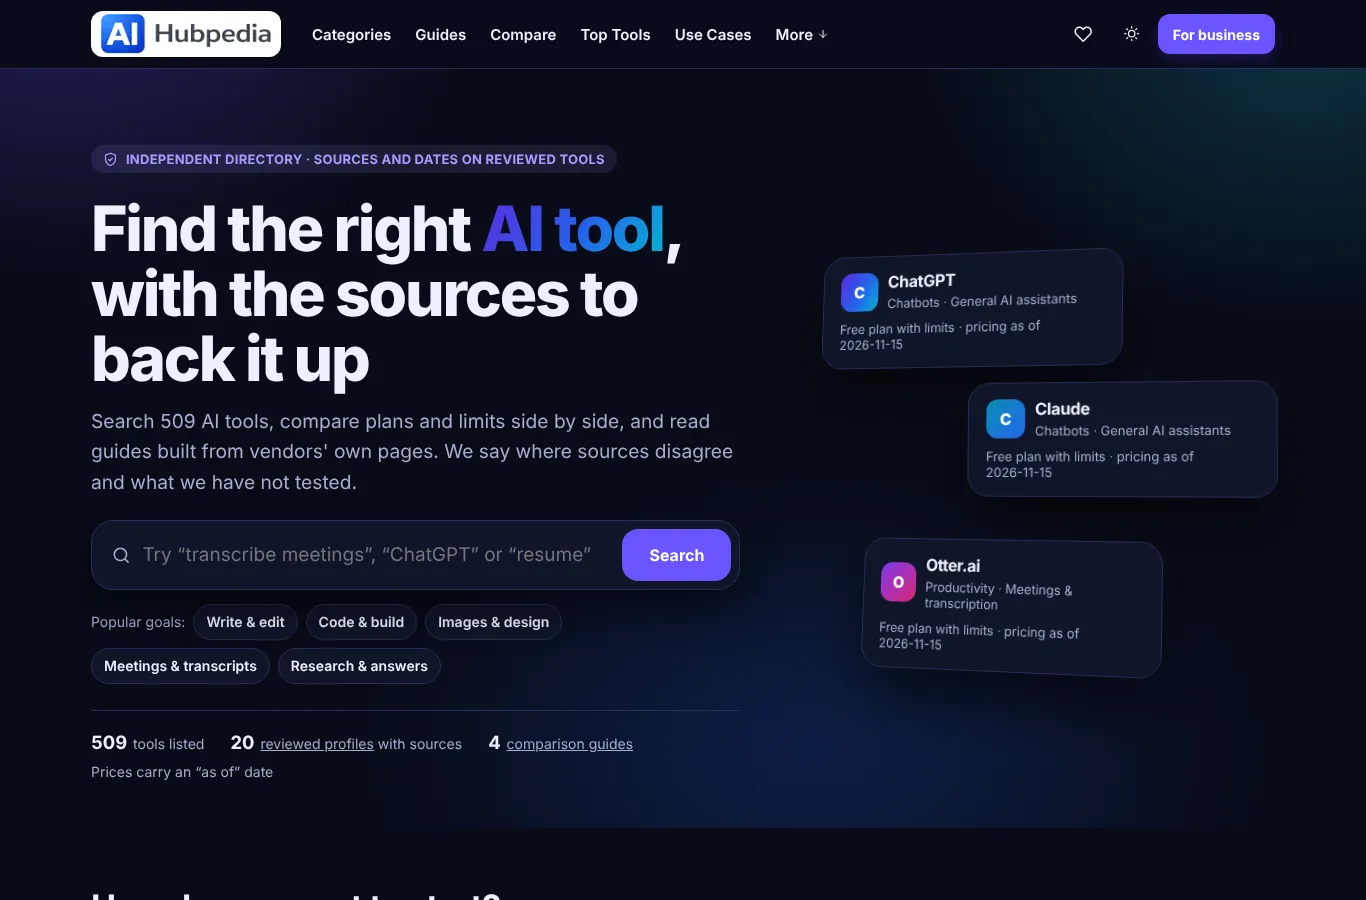 AI Hubpedia
Categories
Guides
Compare
Top Tools
Use Cases
More ↓
For business
INDEPENDENT DIRECTORY · SOURCES AND DATES ON REVIEWED TOOLS
Find the right AI tool,
with the sources to
back it up
Search 509 AI tools, compare plans and limits side by side, and read
guides built from vendors' own pages. We say where sources disagree
and what we have not tested.
Try “transcribe meetings”, “ChatGPT” or “resume”
Search
Popular goals:
Write & edit
Code & build
Images & design
Meetings & transcripts
Research & answers
509 tools listed
20 reviewed profiles with sources
4 comparison guides
Prices carry an “as of” date
C
ChatGPT
Chatbots · General AI assistants
Free plan with limits · pricing as of
2026-11-15
C
Claude
Chatbots · General AI assistants
Free plan with limits · pricing as of
2026-11-15
O
Otter.ai
Productivity · Meetings &
transcription
Free plan with limits · pricing as of
2026-11-15